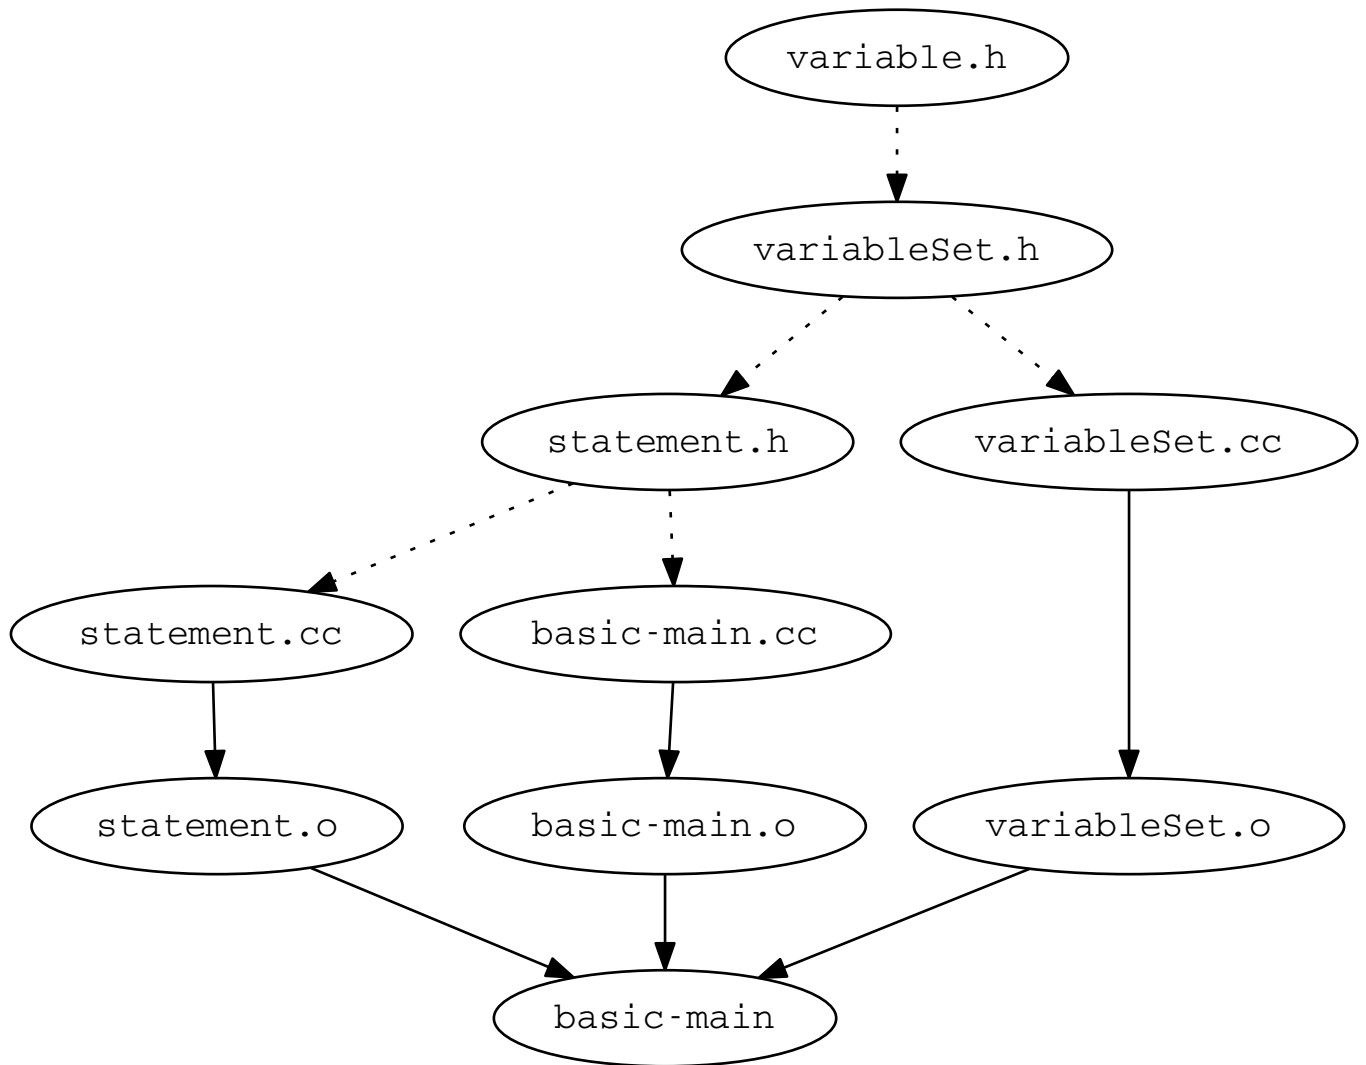 variable.h
variableSet.h
statement.h
variableSet.cc
statement.cc
basic-main.cc
statement.o
basic-main.o
variableSet.o
basic-main